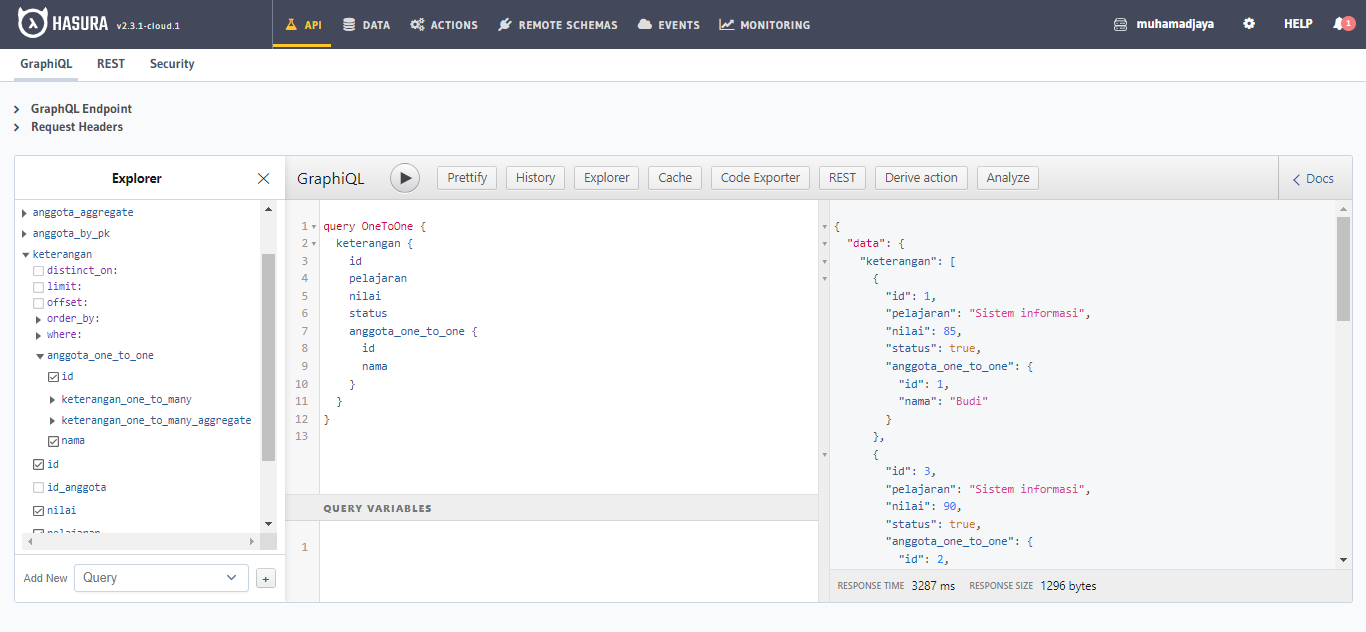 HASURA v2.3.1-cloud.1 API DATA ACTIONS REMOTE SCHEMAS EVENTS MONITORING muhamadjaya HELP 1
GraphiQL REST Security
GraphQL Endpoint
Request Headers
Explorer
anggota_aggregate
anggota_by_pk
keterangan
distinct_on:
limit:
offset:
order_by:
where:
anggota_one_to_one
id
keterangan_one_to_many
keterangan_one_to_many_aggregate
nama
id
id_anggota
nilai
pelajaran
Add New Query +
GraphiQL Prettify History Explorer Cache Code Exporter REST Derive action Analyze Docs
1 query OneToOne {
2 keterangan {
3 id
4 pelajaran
5 nilai
6 status
7 anggota_one_to_one {
8 id
9 nama
10 }
11 }
12 }
13
QUERY VARIABLES
1
{
"data": {
"keterangan": [
{
"id": 1,
"pelajaran": "Sistem informasi",
"nilai": 85,
"status": true,
"anggota_one_to_one": {
"id": 1,
"nama": "Budi"
}
},
{
"id": 3,
"pelajaran": "Sistem informasi",
"nilai": 90,
"status": true,
"anggota_one_to_one": {
"id": 2,
RESPONSE TIME 3287 ms RESPONSE SIZE 1296 bytes